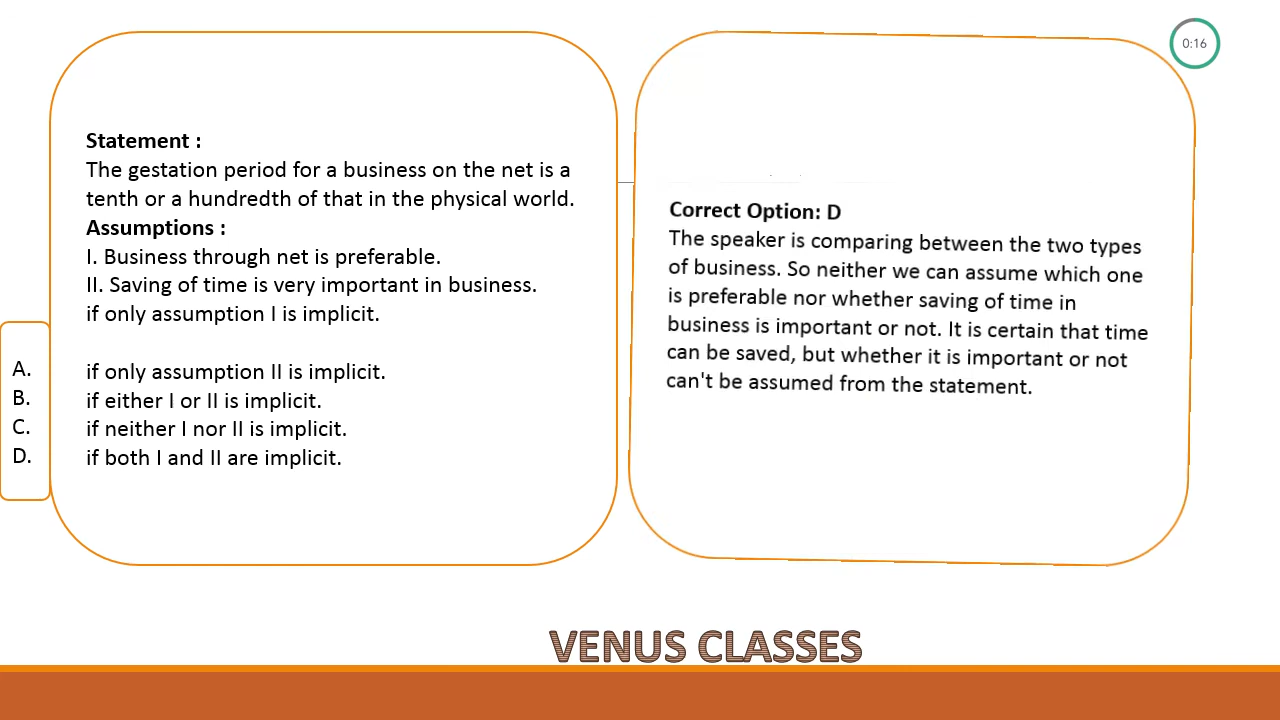 0:16
Statement :
The gestation period for a business on the net is a
tenth or a hundredth of that in the physical world.
Assumptions :
I. Business through net is preferable.
II. Saving of time is very important in business.
if only assumption I is implicit.
A. if only assumption II is implicit.
B. if either I or II is implicit.
C. if neither I nor II is implicit.
D. if both I and II are implicit.
Correct Option: D
The speaker is comparing between the two types
of business. So neither we can assume which one
is preferable nor whether saving of time in
business is important or not. It is certain that time
can be saved, but whether it is important or not
can't be assumed from the statement.
VENUS CLASSES